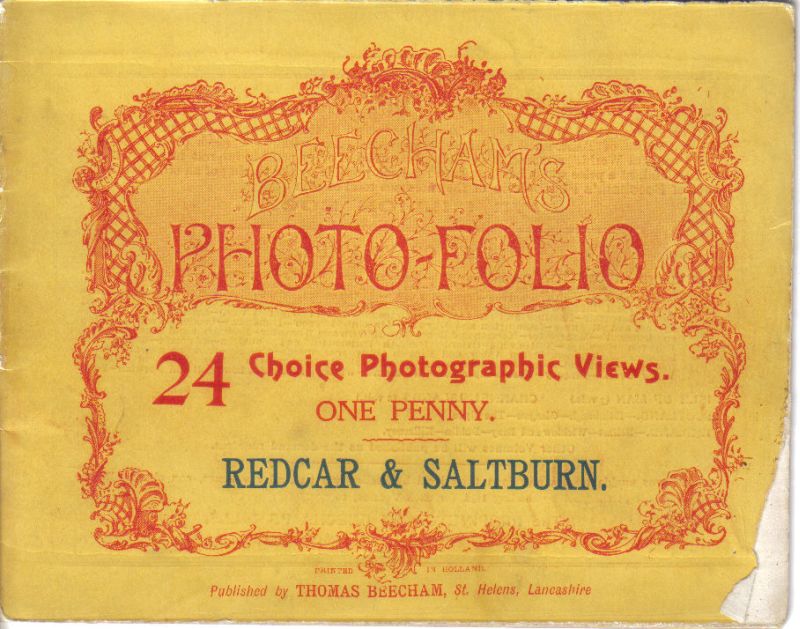 BEECHAM'S
PHOTO-FOLIO
24 Choice Photographic Views.
ONE PENNY.
REDCAR & SALTBURN.
PRINTED IN HOLLAND.
Published by THOMAS BEECHAM, St. Helens, Lancashire